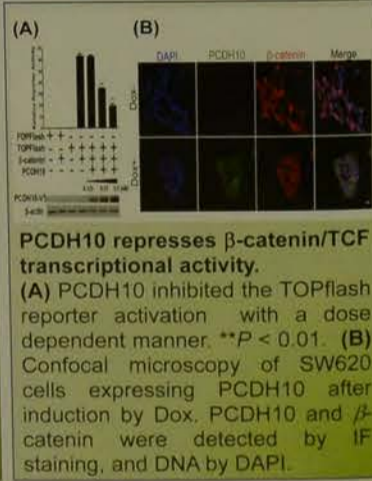 (A)
(B)
DAPI PCDH10 β-catenin Merge
Dox-
Dox+
FOPFlash
TOPFlash
β-catenin
PCDH10
PCDH10-V5
β-actin
PCDH10 represses β-catenin/TCF
transcriptional activity.
(A) PCDH10 inhibited the TOPflash
reporter activation with a dose
dependent manner. **P < 0.01. (B)
Confocal microscopy of SW620
cells expressing PCDH10 after
induction by Dox. PCDH10 and β-
catenin were detected by IF
staining, and DNA by DAPI.